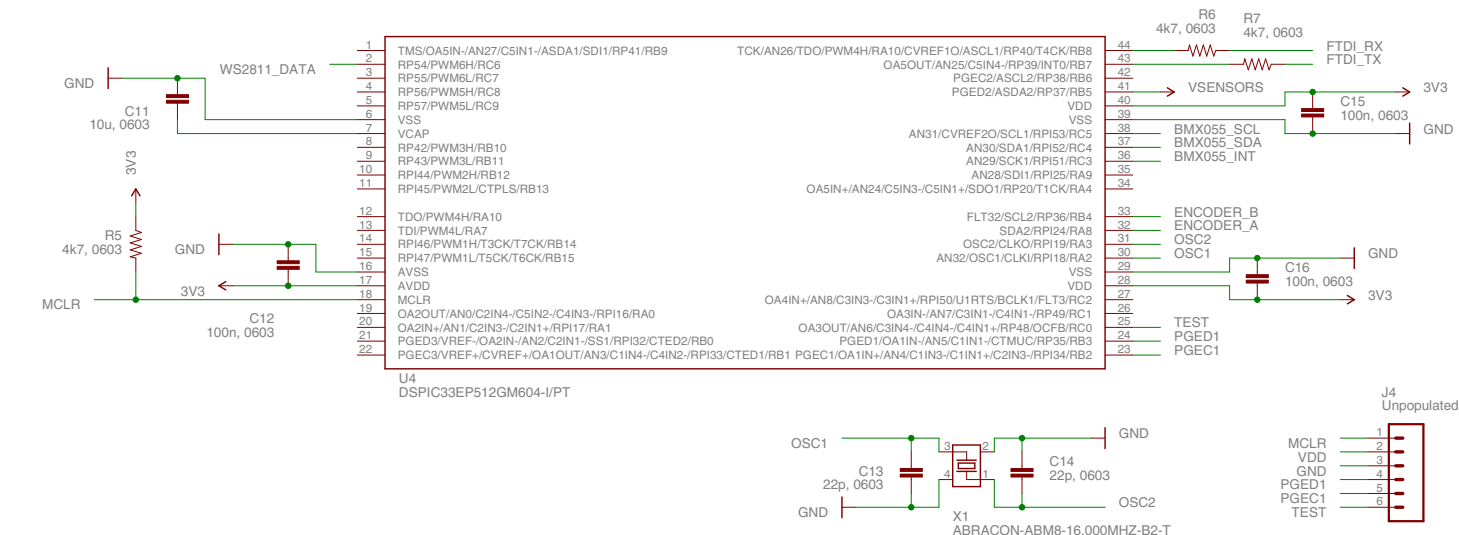 R6
4k7, 0603
R7
4k7, 0603
1 TMS/OA5IN-/AN27/C5IN1-/ASDA1/SDI1/RP41/RB9
2 RP54/PWM6H/RC6
3 RP55/PWM6L/RC7
4 RP56/PWM5H/RC8
5 RP57/PWM5L/RC9
6 VSS
7 VCAP
8 RP42/PWM3H/RB10
9 RP43/PWM3L/RB11
10 RPI44/PWM2H/RB12
11 RPI45/PWM2L/CTPLS/RB13
12 TDO/PWM4H/RA10
13 TDI/PWM4L/RA7
14 RPI46/PWM1H/T3CK/T7CK/RB14
15 RPI47/PWM1L/T5CK/T6CK/RB15
16 AVSS
17 AVDD
18 MCLR
19 OA2OUT/AN0/C2IN4-/C5IN2-/C4IN3-/RPI16/RA0
20 OA2IN+/AN1/C2IN3-/C2IN1+/RPI17/RA1
21 PGED3/VREF-/OA2IN-/AN2/C2IN1-/SS1/RPI32/CTED2/RB0
22 PGEC3/VREF+/CVREF+/OA1OUT/AN3/C1IN4-/C4IN2-/RPI33/CTED1/RB1
TCK/AN26/TDO/PWM4H/RA10/CVREF1O/ASCL1/RP40/T4CK/RB8 44
OA5OUT/AN25/C5IN4-/RP39/INT0/RB7 43
PGEC2/ASCL2/RP38/RB6 42
PGED2/ASDA2/RP37/RB5 41
VDD 40
VSS 39
AN31/CVREF2O/SCL1/RPI53/RC5 38
AN30/SDA1/RPI52/RC4 37
AN29/SCK1/RPI51/RC3 36
AN28/SDI1/RPI25/RA9 35
OA5IN+/AN24/C5IN3-/C5IN1+/SDO1/RP20/T1CK/RA4 34
FLT32/SCL2/RP36/RB4 33
SDA2/RPI24/RA8 32
OSC2/CLKO/RPI19/RA3 31
AN32/OSC1/CLKI/RPI18/RA2 30
VSS 29
VDD 28
OA4IN+/AN8/C3IN3-/C3IN1+/RPI50/U1RTS/BCLK1/FLT3/RC2 27
OA3IN-/AN7/C3IN1-/C4IN1-/RP49/RC1 26
OA3OUT/AN6/C3IN4-/C4IN4-/C4IN1+/RP48/OCFB/RC0 25
PGED1/OA1IN-/AN5/C1IN1-/CTMUC/RP35/RB3 24
PGEC1/OA1IN+/AN4/C1IN3-/C1IN1+/C2IN3-/RPI34/RB2 23
FTDI_RX
FTDI_TX
VSENSORS
WS2811_DATA
GND
C11
10u, 0603
3V3
R5
4k7, 0603
GND
3V3
MCLR
C12
100n, 0603
3V3
C15
100n, 0603
GND
BMX055_SCL
BMX055_SDA
BMX055_INT
ENCODER_B
ENCODER_A
OSC2
OSC1
GND
C16
100n, 0603
3V3
TEST
PGED1
PGEC1
U4
DSPIC33EP512GM604-I/PT
OSC1
C13
22p, 0603
GND
3
4
2
1
GND
C14
22p, 0603
OSC2
X1
ABRACON-ABM8-16.000MHZ-B2-T
J4
Unpopulated
MCLR 1
VDD 2
GND 3
PGED1 4
PGEC1 5
TEST 6